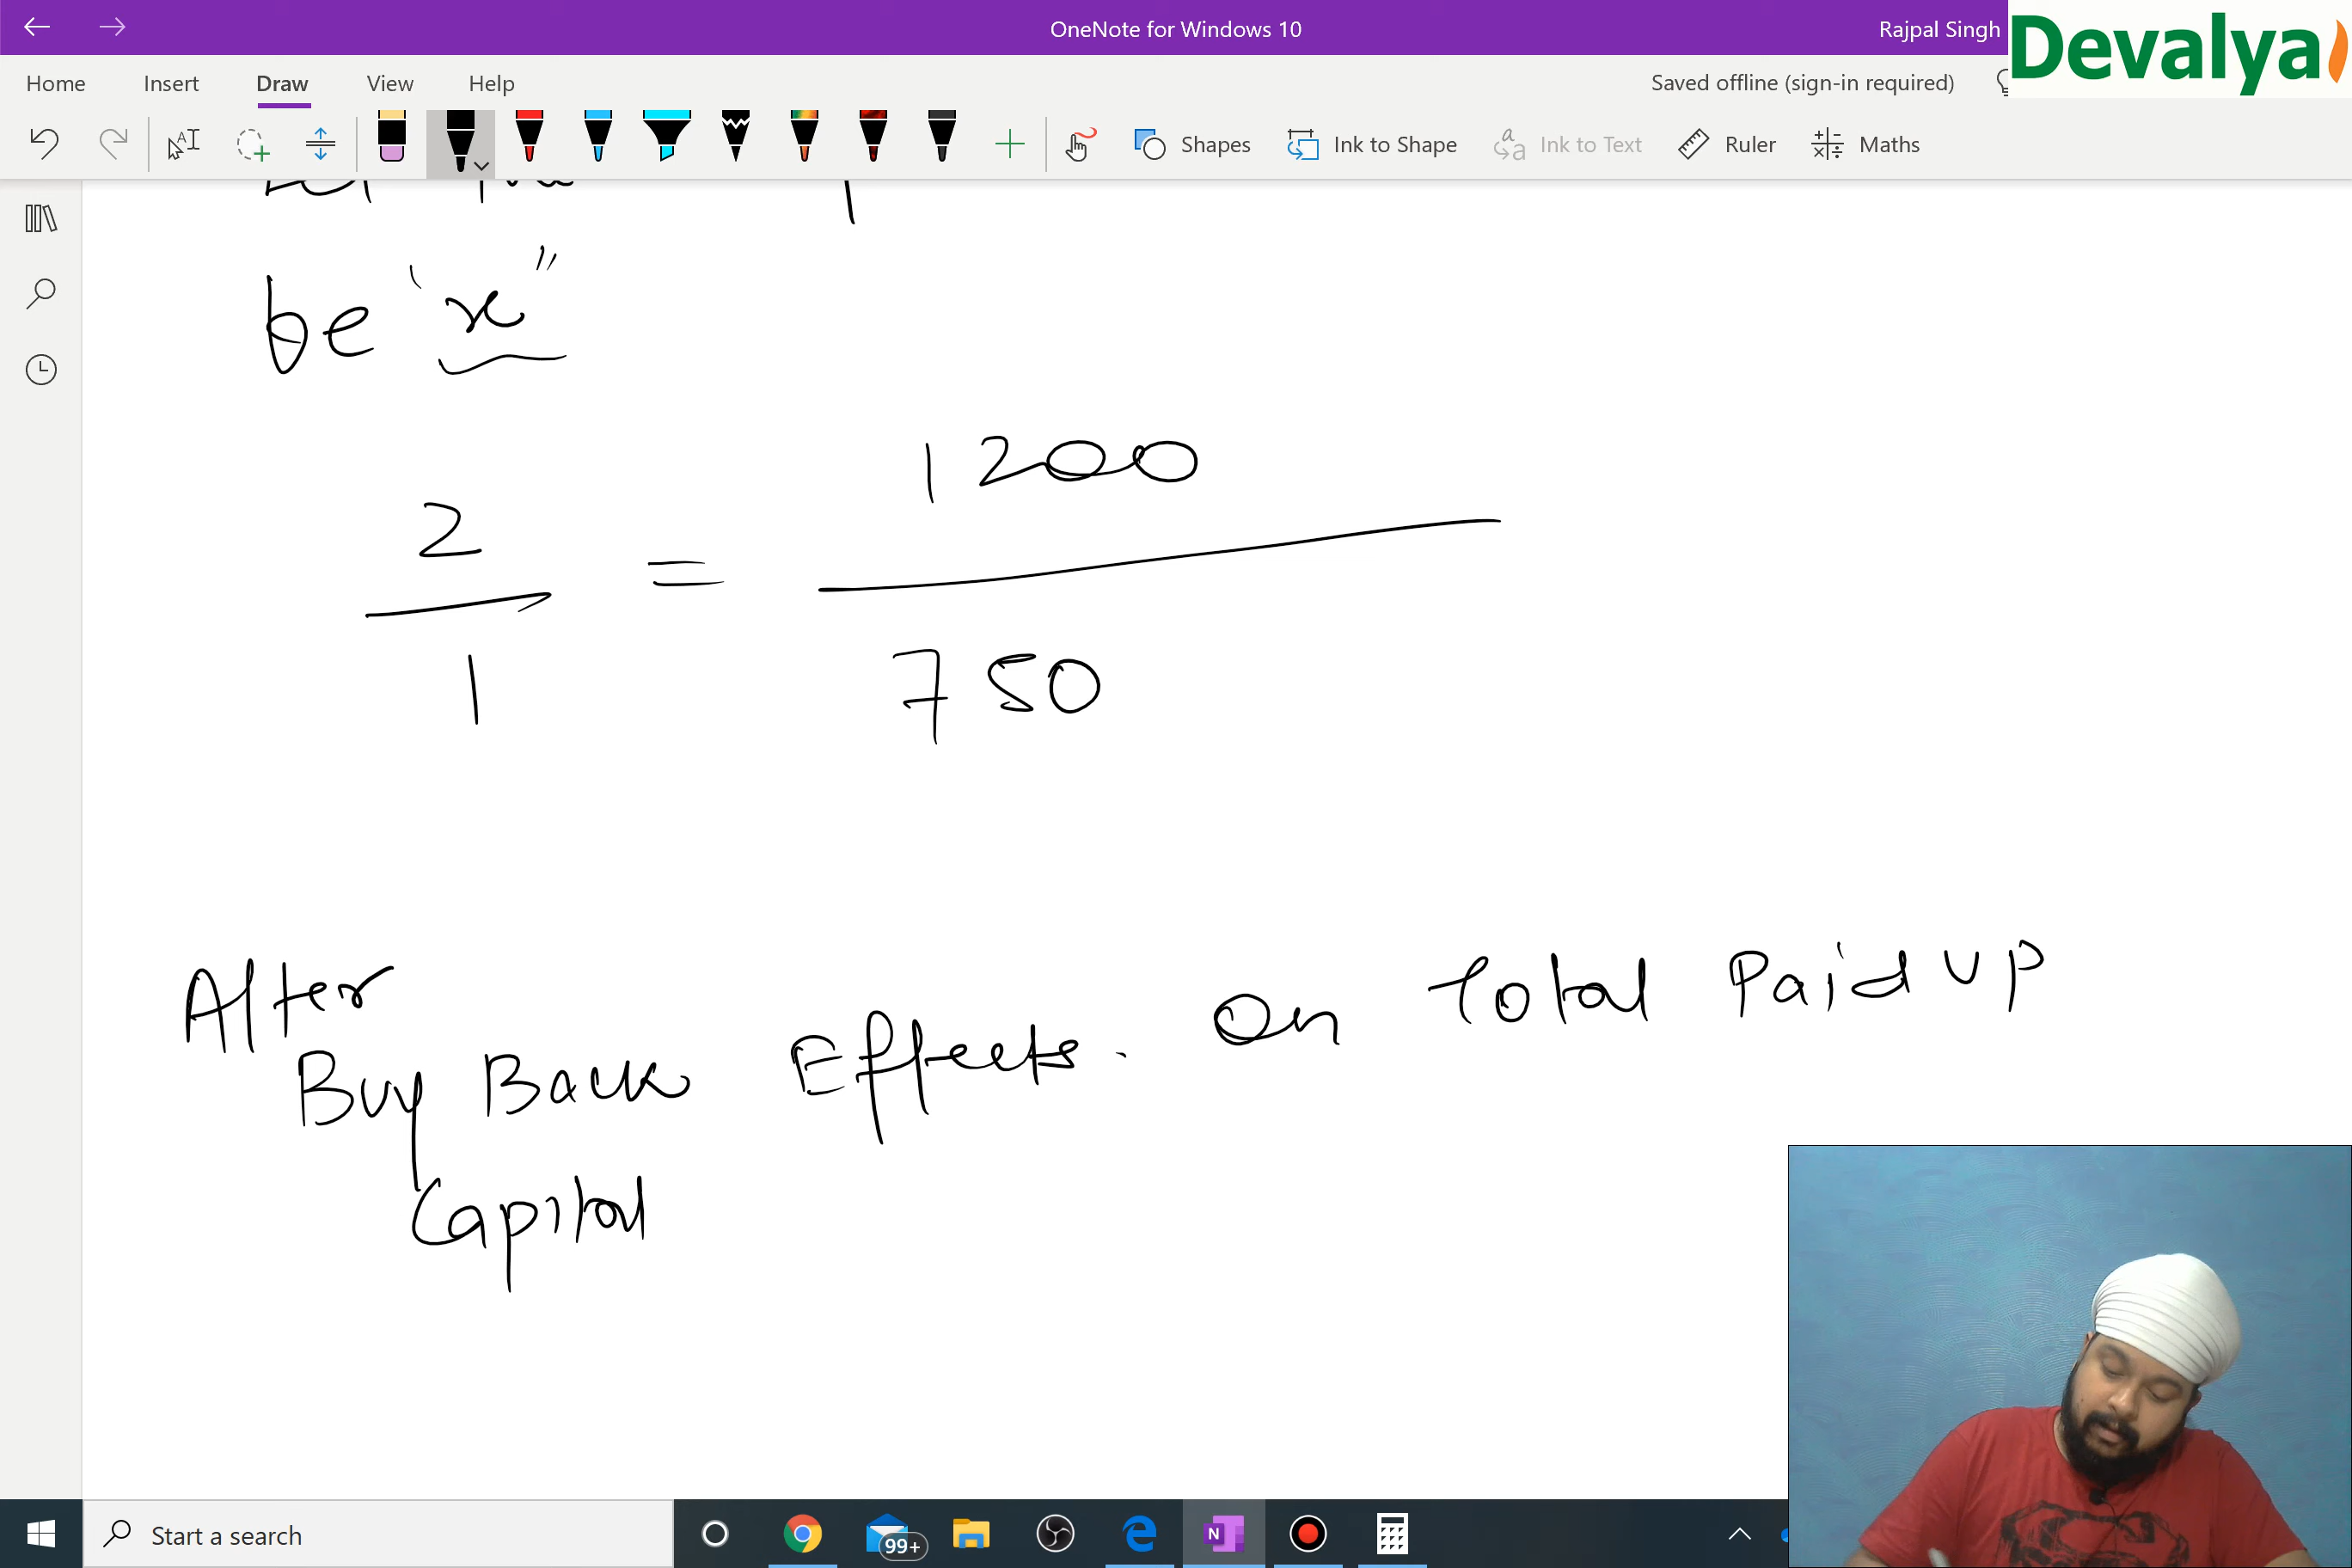 OneNote for Windows 10
Rajpal Singh
Devalya
Home Insert Draw View Help
Saved offline (sign-in required)
Shapes Ink to Shape Ink to Text Ruler Maths
be "x"
2/1 = 1200/750
After
Buy Back Effects. On Total Paid up
Capital
Start a search
99+